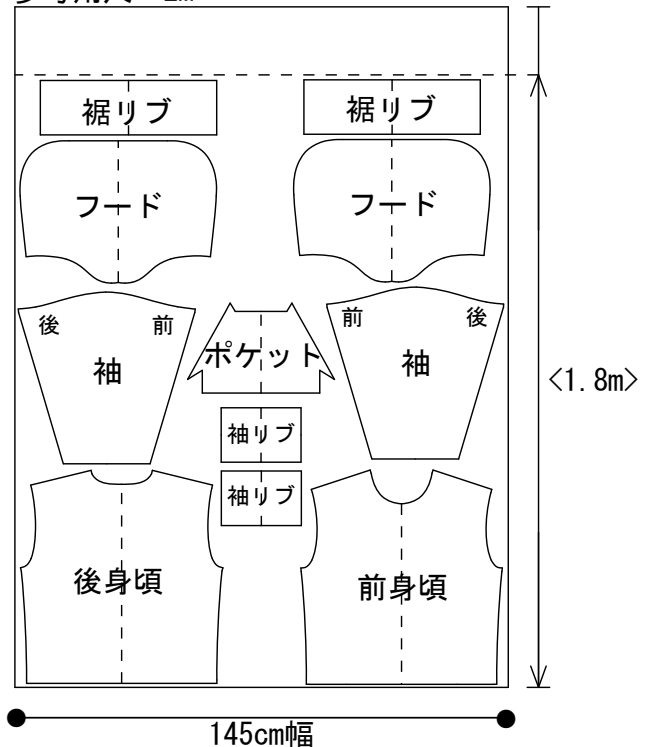 2m
裾リブ 裾リブ
フード フード
後 前 前 後
袖 ポケット 袖
<1.8m>
袖リブ
袖リブ
後身頃 前身頃
145cm幅